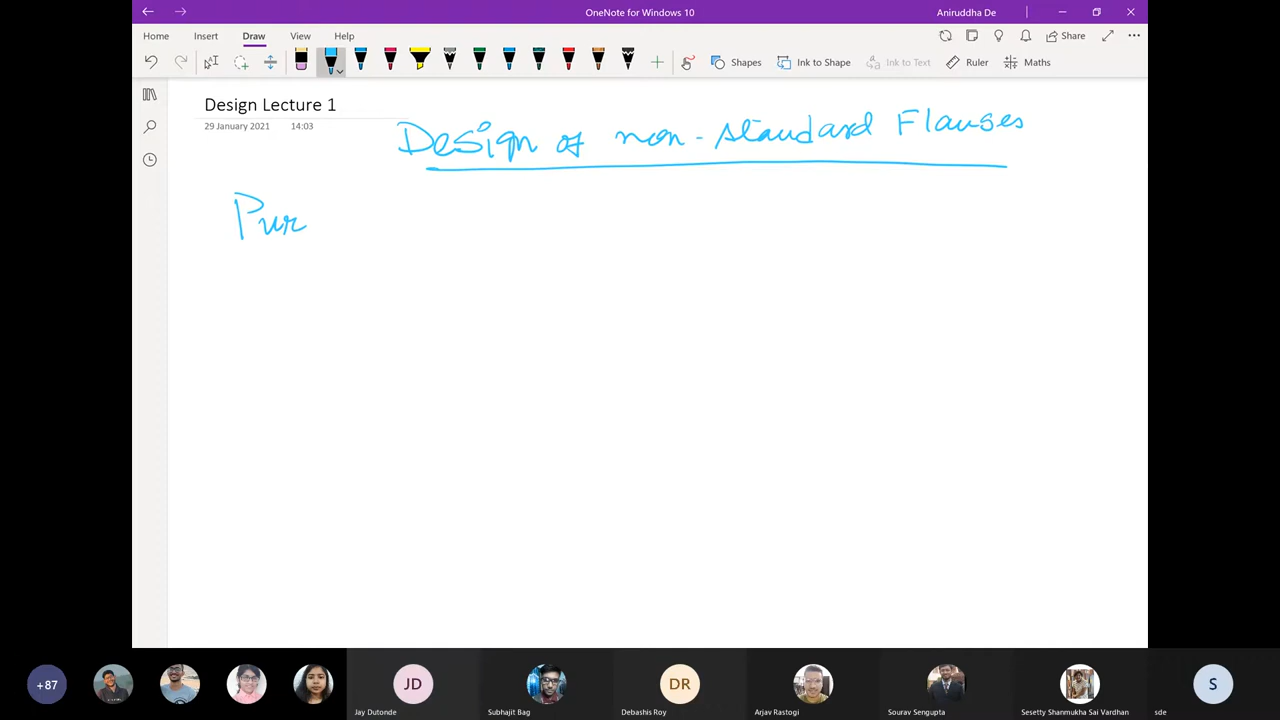 OneNote for Windows 10
Aniruddha De
Home Insert Draw View Help
Share
Shapes Ink to Shape Ink to Text Ruler Maths
Design Lecture 1
29 January 2021 14:03
Design of non-standard Flanges
Pur
+87
JD
DR
S
Jay Dutonde Subhajit Bag Debashis Roy Arjav Rastogi Sourav Sengupta Sesetty Shanmukha Sai Vardhan sde